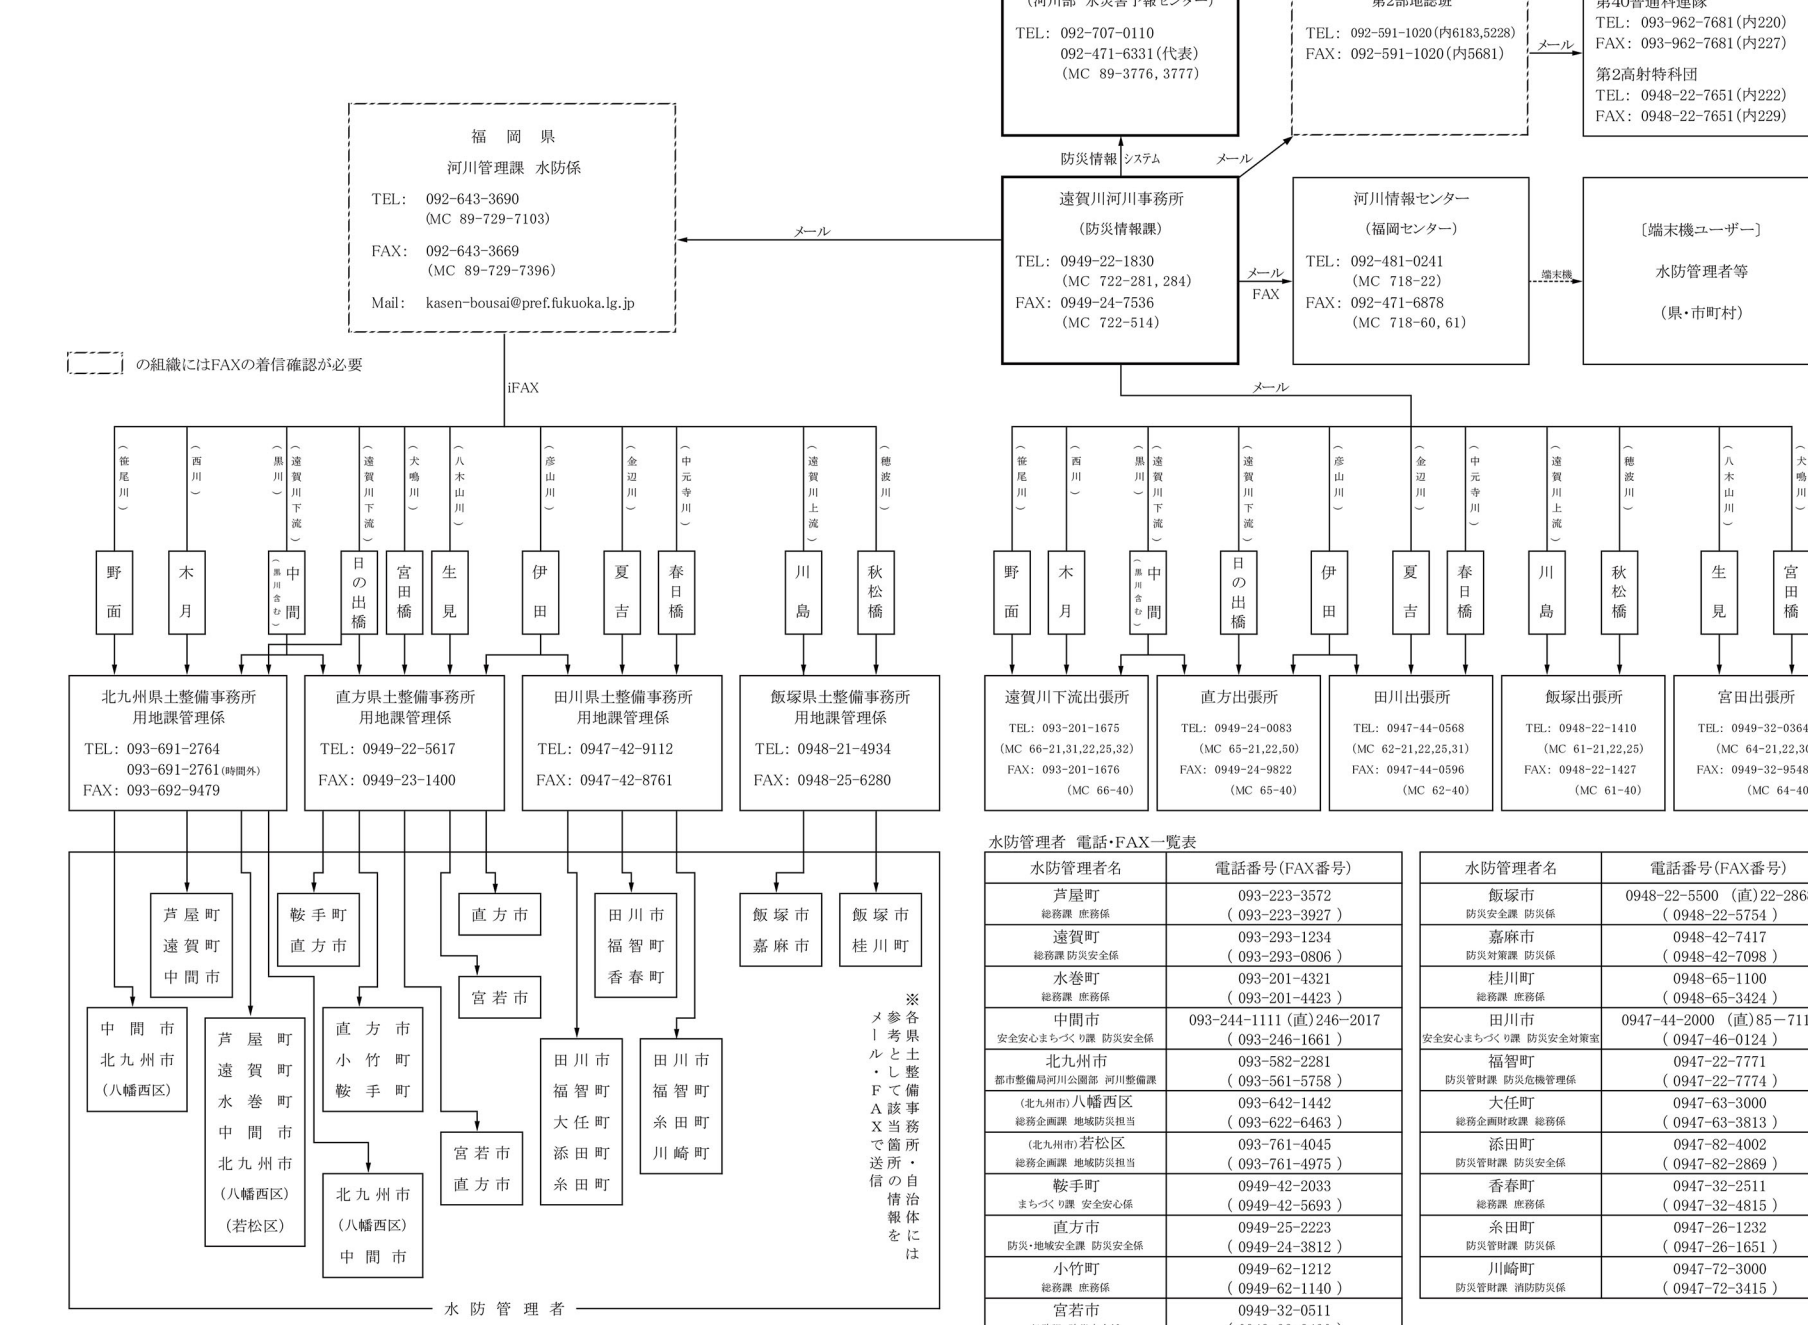 TEL: 092-707-0110
092-471-6331(代表)
(MC 89-3776, 3777)
TEL: 092-591-1020(内6183,5228)
FAX: 092-591-1020(内5681)
メール
TEL: 093-962-7681(内220)
FAX: 093-962-7681(内227)
第2高射特科団
TEL: 0948-22-7651(内222)
FAX: 0948-22-7651(内229)
福 岡 県
河川管理課 水防係
TEL: 092-643-3690
(MC 89-729-7103)
FAX: 092-643-3669
(MC 89-729-7396)
Mail: kasen-bousai@pref.fukuoka.lg.jp
の組織にはFAXの着信確認が必要
メール
防災情報システム
メール
遠賀川河川事務所
(防災情報課)
TEL: 0949-22-1830
(MC 722-281, 284)
FAX: 0949-24-7536
(MC 722-514)
メール
FAX
河川情報センター
(福岡センター)
TEL: 092-481-0241
(MC 718-22)
FAX: 092-471-6878
(MC 718-60, 61)
端末機
〔端末機ユーザー〕
水防管理者等
(県・市町村)
iFAX
メール
(笹尾川)
(西川)
(黒川)
(遠賀川下流)
(遠賀川下流)
(犬鳴川)
(八木山川)
(彦山川)
(金辺川)
(中元寺川)
(遠賀川上流)
(穂波川)
野面
木月
中間
(黒川含む)
日の出橋
宮田橋
生見
伊田
夏吉
春日橋
川島
秋松橋
(笹尾川)
(西川)
(黒川)
(遠賀川下流)
(遠賀川下流)
(彦山川)
(金辺川)
(中元寺川)
(遠賀川上流)
(穂波川)
(八木山川)
(犬鳴川)
野面
木月
中間
(黒川含む)
日の出橋
伊田
夏吉
春日橋
川島
秋松橋
生見
宮田橋
北九州県土整備事務所
用地課管理係
TEL: 093-691-2764
093-691-2761(時間外)
FAX: 093-692-9479
直方県土整備事務所
用地課管理係
TEL: 0949-22-5617
FAX: 0949-23-1400
田川県土整備事務所
用地課管理係
TEL: 0947-42-9112
FAX: 0947-42-8761
飯塚県土整備事務所
用地課管理係
TEL: 0948-21-4934
FAX: 0948-25-6280
遠賀川下流出張所
TEL: 093-201-1675
(MC 66-21,31,22,25,32)
FAX: 093-201-1676
(MC 66-40)
直方出張所
TEL: 0949-24-0083
(MC 65-21,22,50)
FAX: 0949-24-9822
(MC 65-40)
田川出張所
TEL: 0947-44-0568
(MC 62-21,22,25,31)
FAX: 0947-44-0596
(MC 62-40)
飯塚出張所
TEL: 0948-22-1410
(MC 61-21,22,25)
FAX: 0948-22-1427
(MC 61-40)
宮田出張所
TEL: 0949-32-0364
(MC 64-21,22,30
FAX: 0949-32-9548
(MC 64-40
芦屋町
遠賀町
中間市
鞍手町
直方市
直方市
田川市
福智町
香春町
飯塚市
嘉麻市
飯塚市
桂川町
宮若市
中間市
北九州市
(八幡西区)
芦屋町
遠賀町
水巻町
中間市
北九州市
(八幡西区)
(若松区)
直方市
小竹町
鞍手町
田川市
福智町
大任町
添田町
糸田町
田川市
福智町
糸田町
川崎町
宮若市
直方市
北九州市
(八幡西区)
中間市
※各県土整備事務所・自治体には
参考として該当箇所の情報を
メール・FAXで送信
水防管理者
水防管理者 電話・FAX一覧表
水防管理者名 電話番号(FAX番号)
芦屋町 093-223-3572
総務課 庶務係 ( 093-223-3927 )
遠賀町 093-293-1234
総務課 防災安全係 ( 093-293-0806 )
水巻町 093-201-4321
総務課 庶務係 ( 093-201-4423 )
中間市 093-244-1111 (直)246-2017
安全安心まちづくり課 防災安全係 ( 093-246-1661 )
北九州市 093-582-2281
都市整備局河川公園部 河川整備課 ( 093-561-5758 )
(北九州市)八幡西区 093-642-1442
総務企画課 地域防災担当 ( 093-622-6463 )
(北九州市)若松区 093-761-4045
総務企画課 地域防災担当 ( 093-761-4975 )
鞍手町 0949-42-2033
まちづくり課 安全安心係 ( 0949-42-5693 )
直方市 0949-25-2223
防災・地域安全課 防災安全係 ( 0949-24-3812 )
小竹町 0949-62-1212
総務課 庶務係 ( 0949-62-1140 )
宮若市 0949-32-0511
水防管理者名 電話番号(FAX番号)
飯塚市 0948-22-5500 (直)22-286
防災安全課 防災係 ( 0948-22-5754 )
嘉麻市 0948-42-7417
防災対策課 防災係 ( 0948-42-7098 )
桂川町 0948-65-1100
総務課 庶務係 ( 0948-65-3424 )
田川市 0947-44-2000 (直)85-711
安全安心まちづくり課 防災安全対策室 ( 0947-46-0124 )
福智町 0947-22-7771
防災管財課 防災危機管理係 ( 0947-22-7774 )
大任町 0947-63-3000
総務企画財政課 総務係 ( 0947-63-3813 )
添田町 0947-82-4002
防災管財課 防災安全係 ( 0947-82-2869 )
香春町 0947-32-2511
総務課 庶務係 ( 0947-32-4815 )
糸田町 0947-26-1232
防災管財課 防災係 ( 0947-26-1651 )
川崎町 0947-72-3000
防災管財課 消防防災係 ( 0947-72-3415 )